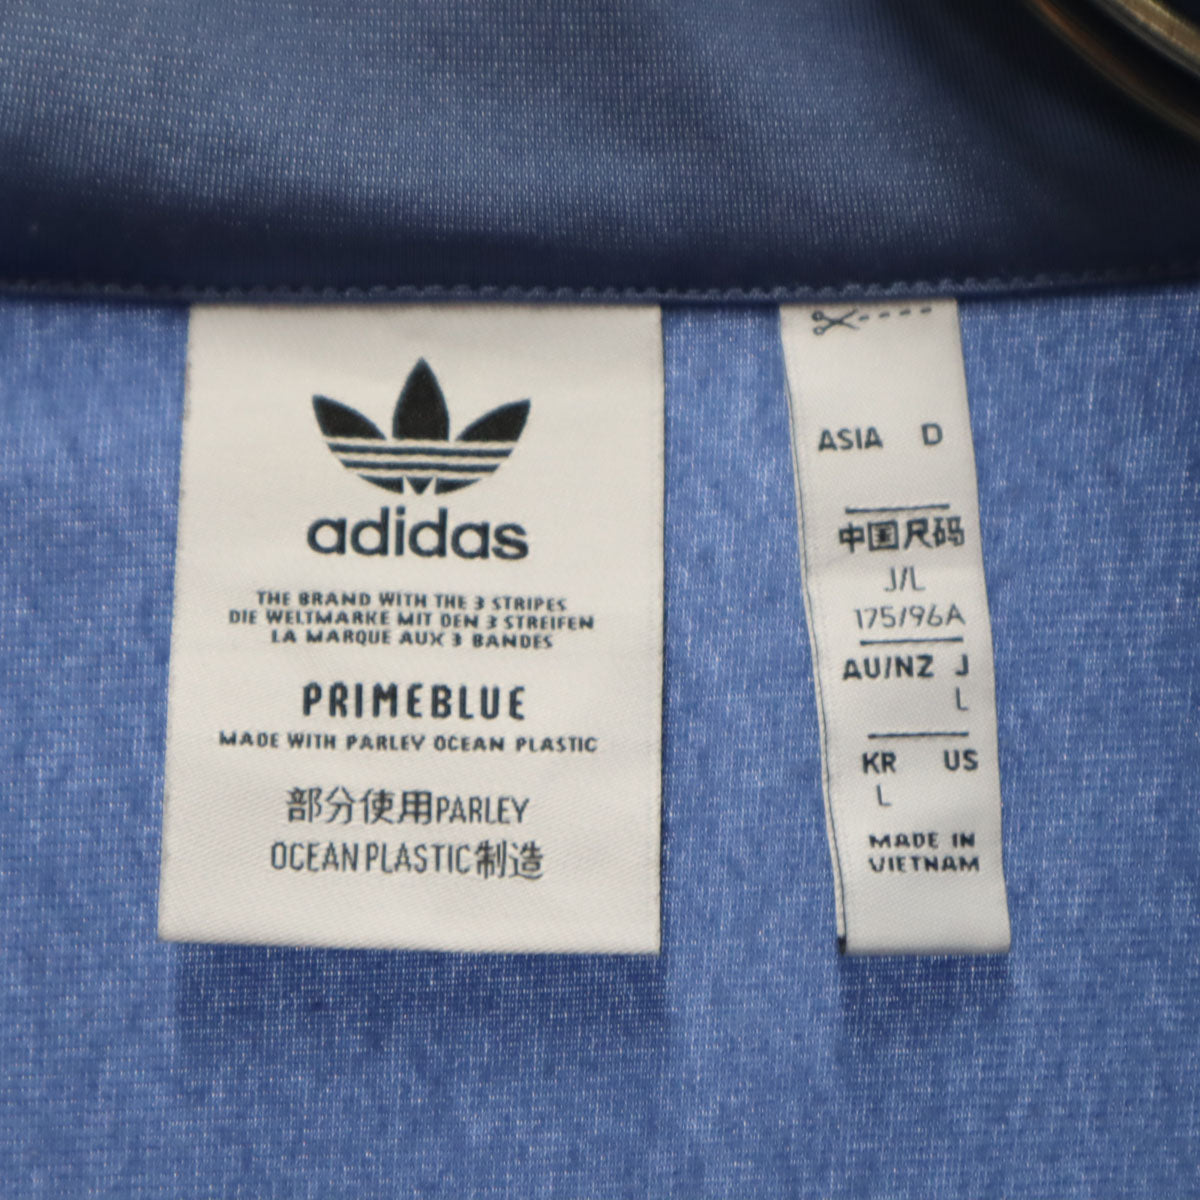 adidas
THE BRAND WITH THE 3 STRIPES
DIE WELTMARKE MIT DEN 3 STREIFEN
LA MARQUE AUX 3 BANDES
PRIMEBLUE
MADE WITH PARLEY OCEAN PLASTIC
部分使用PARLEY
OCEAN PLASTIC制造
ASIA D
中国尺码
J/L
175/96A
AU/NZ J
L
KR US
L
MADE IN
VIETNAM